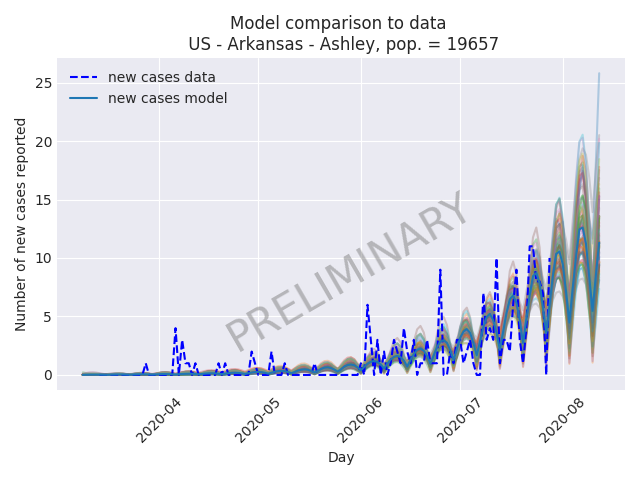 Model comparison to data
US - Arkansas - Ashley, pop. = 19657
new cases data
new cases model
Number of new cases reported
25
20
15
10
5
0
PRELIMINARY
2020-04
2020-05
2020-06
2020-07
2020-08
Day